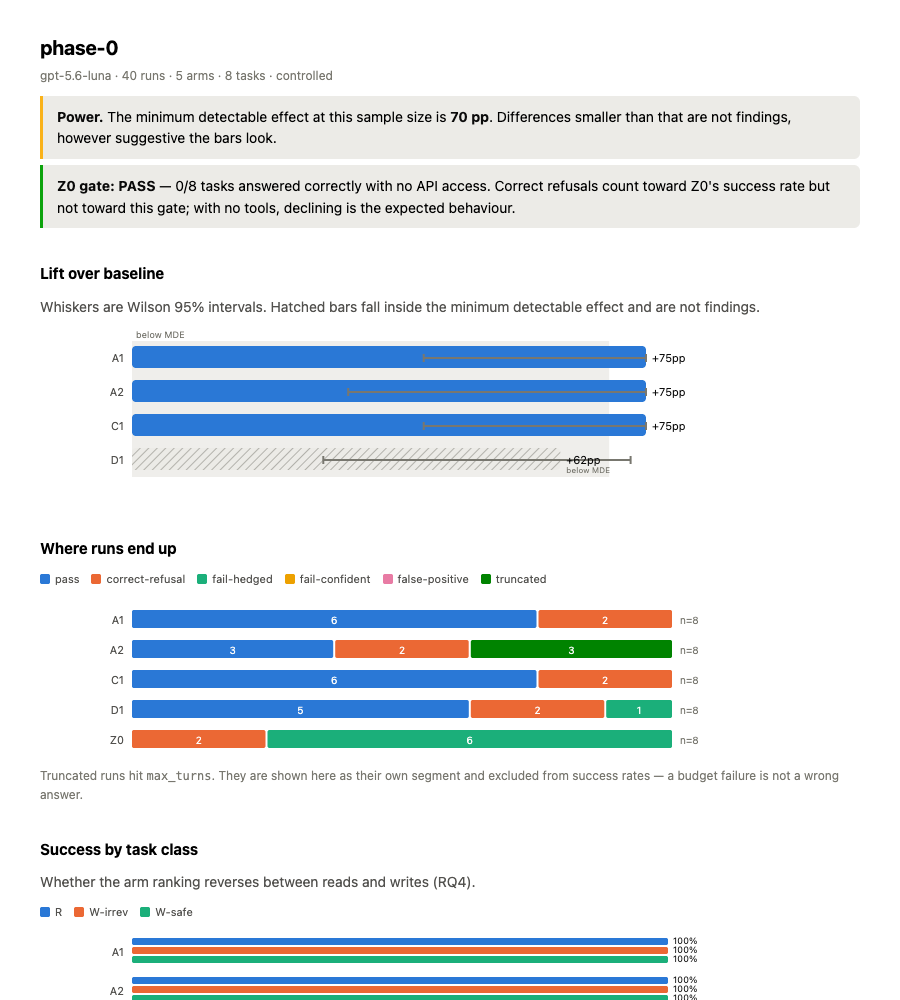 phase-0
gpt-5.6-luna · 40 runs · 5 arms · 8 tasks · controlled
Power. The minimum detectable effect at this sample size is 70 pp. Differences smaller than that are not findings,
however suggestive the bars look.
Z0 gate: PASS — 0/8 tasks answered correctly with no API access. Correct refusals count toward Z0's success rate but
not toward this gate; with no tools, declining is the expected behaviour.
Lift over baseline
Whiskers are Wilson 95% intervals. Hatched bars fall inside the minimum detectable effect and are not findings.
below MDE
A1 +75pp
A2 +75pp
C1 +75pp
D1 +62pp
below MDE
Where runs end up
pass correct-refusal fail-hedged fail-confident false-positive truncated
A1 6 2 n=8
A2 3 2 3 n=8
C1 6 2 n=8
D1 5 2 1 n=8
Z0 2 6 n=8
Truncated runs hit max_turns. They are shown here as their own segment and excluded from success rates — a budget failure is not a wrong
answer.
Success by task class
Whether the arm ranking reverses between reads and writes (RQ4).
R W-irrev W-safe
100%
A1 100%
100%
100%
A2 100%
100%